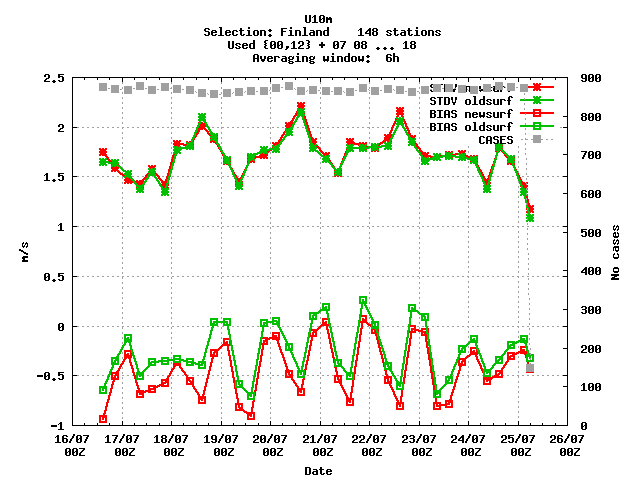 U10m
Selection: Finland 148 stations
Used {00,12} + 07 08 ... 18
Averaging window: 6h
STDV newsurf
STDV oldsurf
BIAS newsurf
BIAS oldsurf
CASES
2.5
2
1.5
1
0.5
0
-0.5
-1
m/s
900
800
700
600
500
400
300
200
100
0
No cases
16/07 17/07 18/07 19/07 20/07 21/07 22/07 23/07 24/07 25/07 26/07
00Z 00Z 00Z 00Z 00Z 00Z 00Z 00Z 00Z 00Z 00Z
Date